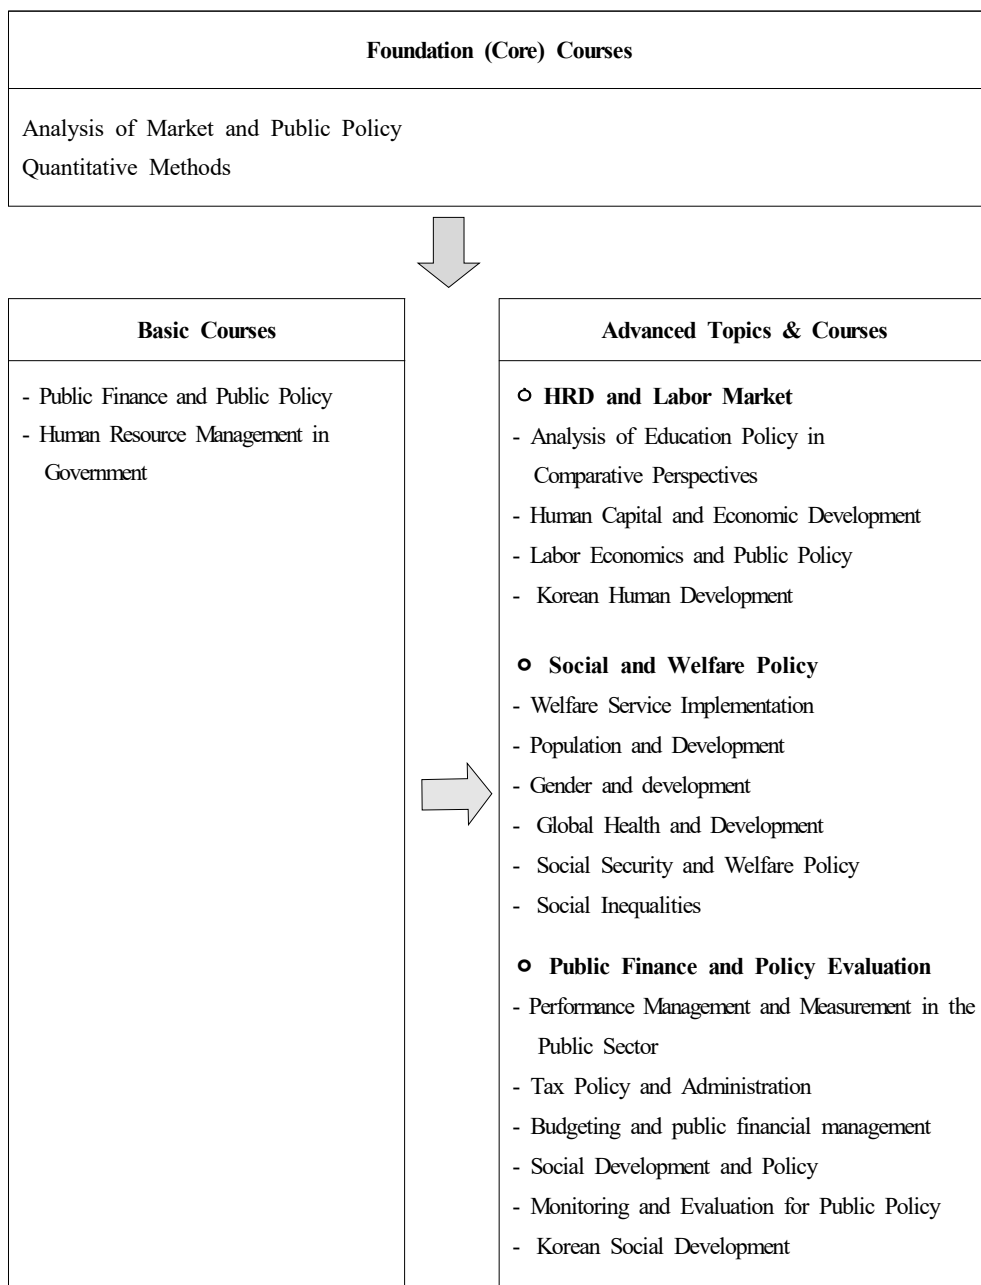 Foundation (Core) Courses
Analysis of Market and Public Policy
Quantitative Methods
Basic Courses
- Public Finance and Public Policy
- Human Resource Management in
Government
Advanced Topics & Courses
HRD and Labor Market
- Analysis of Education Policy in
Comparative Perspectives
- Human Capital and Economic Development
- Labor Economics and Public Policy
- Korean Human Development
Social and Welfare Policy
- Welfare Service Implementation
- Population and Development
- Gender and development
- Global Health and Development
- Social Security and Welfare Policy
- Social Inequalities
Public Finance and Policy Evaluation
- Performance Management and Measurement in the
Public Sector
- Tax Policy and Administration
- Budgeting and public financial management
- Social Development and Policy
- Monitoring and Evaluation for Public Policy
- Korean Social Development